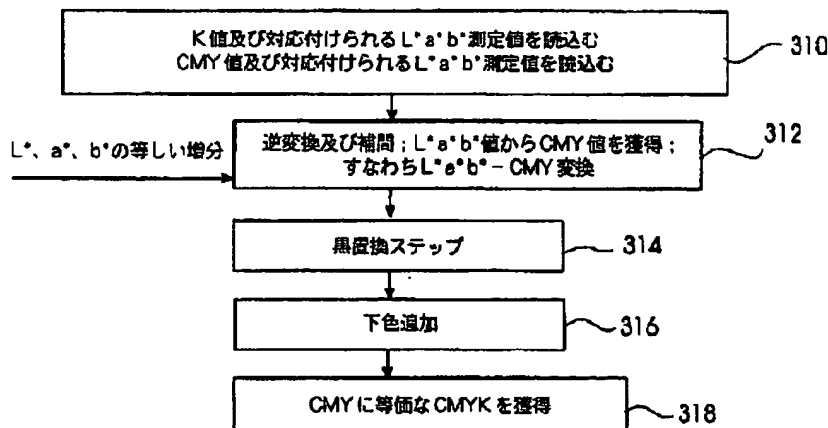 K値及び対応付けられるL*a*b*測定値を読込む
CMY値及び対応付けられるL*a*b*測定値を読込む
310
L*、a*、b*の等しい増分
逆変換及び補間；L*a*b*値からCMY値を獲得；
すなわちL*a*b*－CMY変換
312
黒置換ステップ
314
下色追加
316
CMYに等価なCMYKを獲得
318